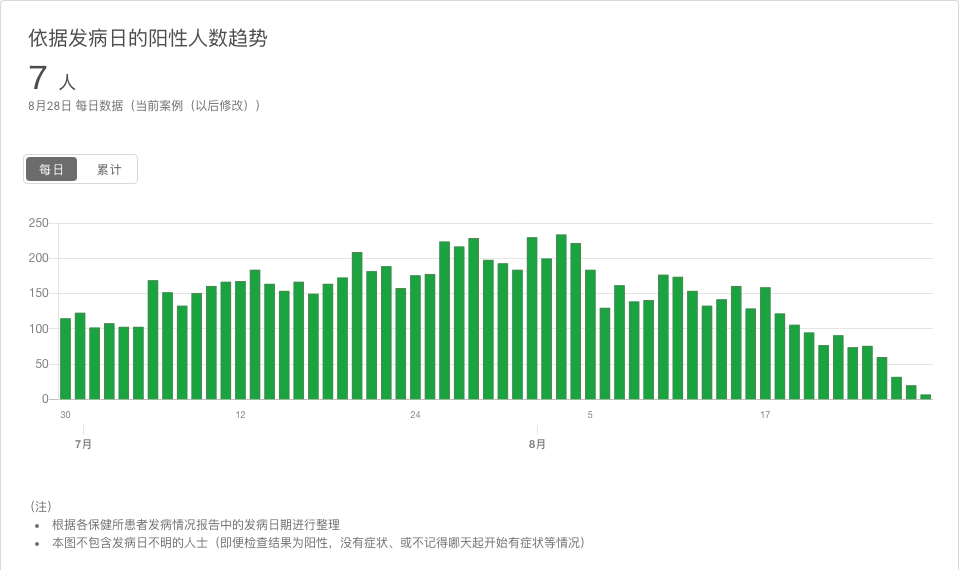 依据发病日的阳性人数趋势
7 人
8月28日 每日数据（当前案例（以后修改））
每日 累计
250
200
150
100
50
0
30 12 24 5 17
7月 8月
（注）
• 根据各保健所患者发病情况报告中的发病日期进行整理
• 本图不包含发病日不明的人士（即便检查结果为阳性，没有症状、或不记得哪天起开始有症状等情况）